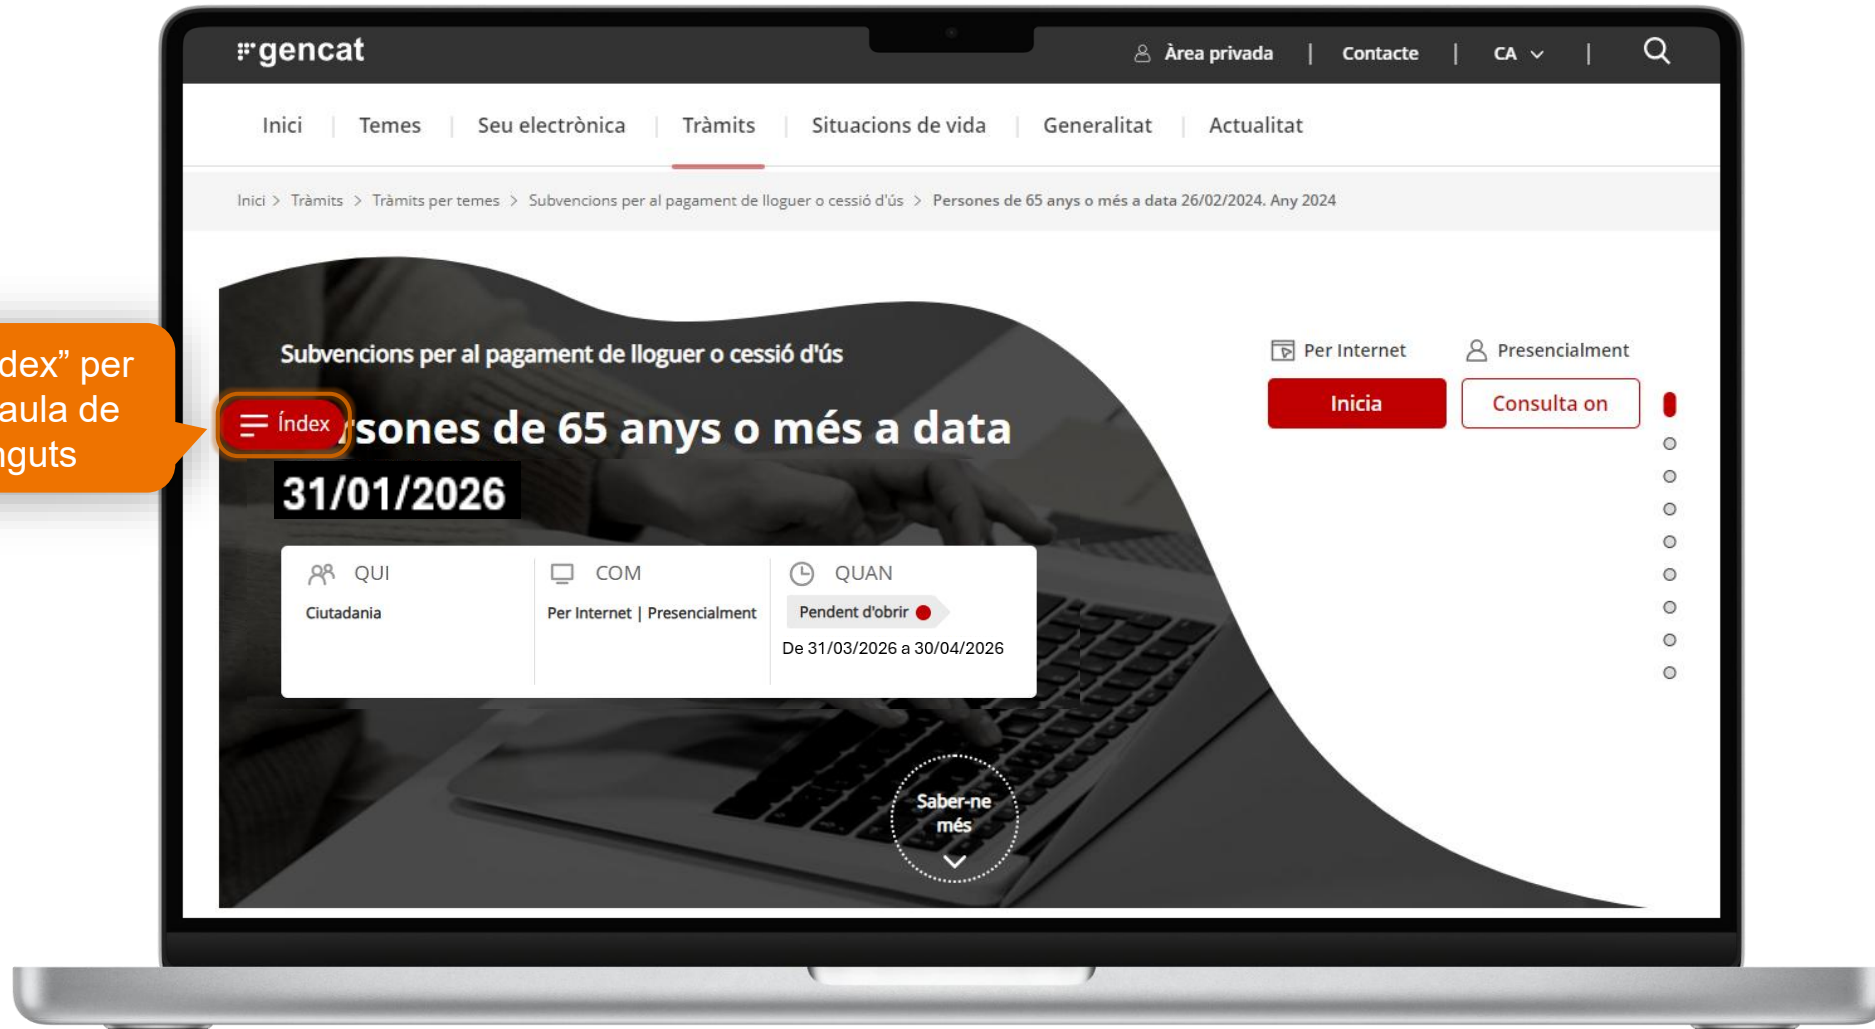 gencat
Àrea privada | Contacte | CA |
Inici | Temes | Seu electrònica | Tràmits | Situacions de vida | Generalitat | Actualitat
Inici > Tràmits > Tràmits per temes > Subvencions per al pagament de lloguer o cessió d'ús > Persones de 65 anys o més a data 26/02/2024. Any 2024
dex” per
aula de
nguts
Subvencions per al pagament de lloguer o cessió d'ús
Índex
sones de 65 anys o més a data
31/01/2026
Per Internet
Presencialment
Inicia
Consulta on
QUI
Ciutadania
COM
Per Internet | Presencialment
QUAN
Pendent d'obrir
De 31/03/2026 a 30/04/2026
Saber-ne
més